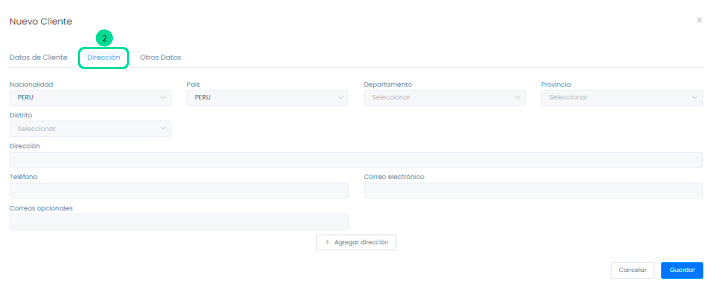 Nuevo Cliente
×
2
Datos de Cliente Dirección Otros Datos
Nacionalidad País Departamento Provincia
PERU PERU Seleccionar Seleccionar
Distrito
Seleccionar
Dirección
Teléfono Correo electrónico
Correos opcionales
+ Agregar dirección
Cancelar Guardar